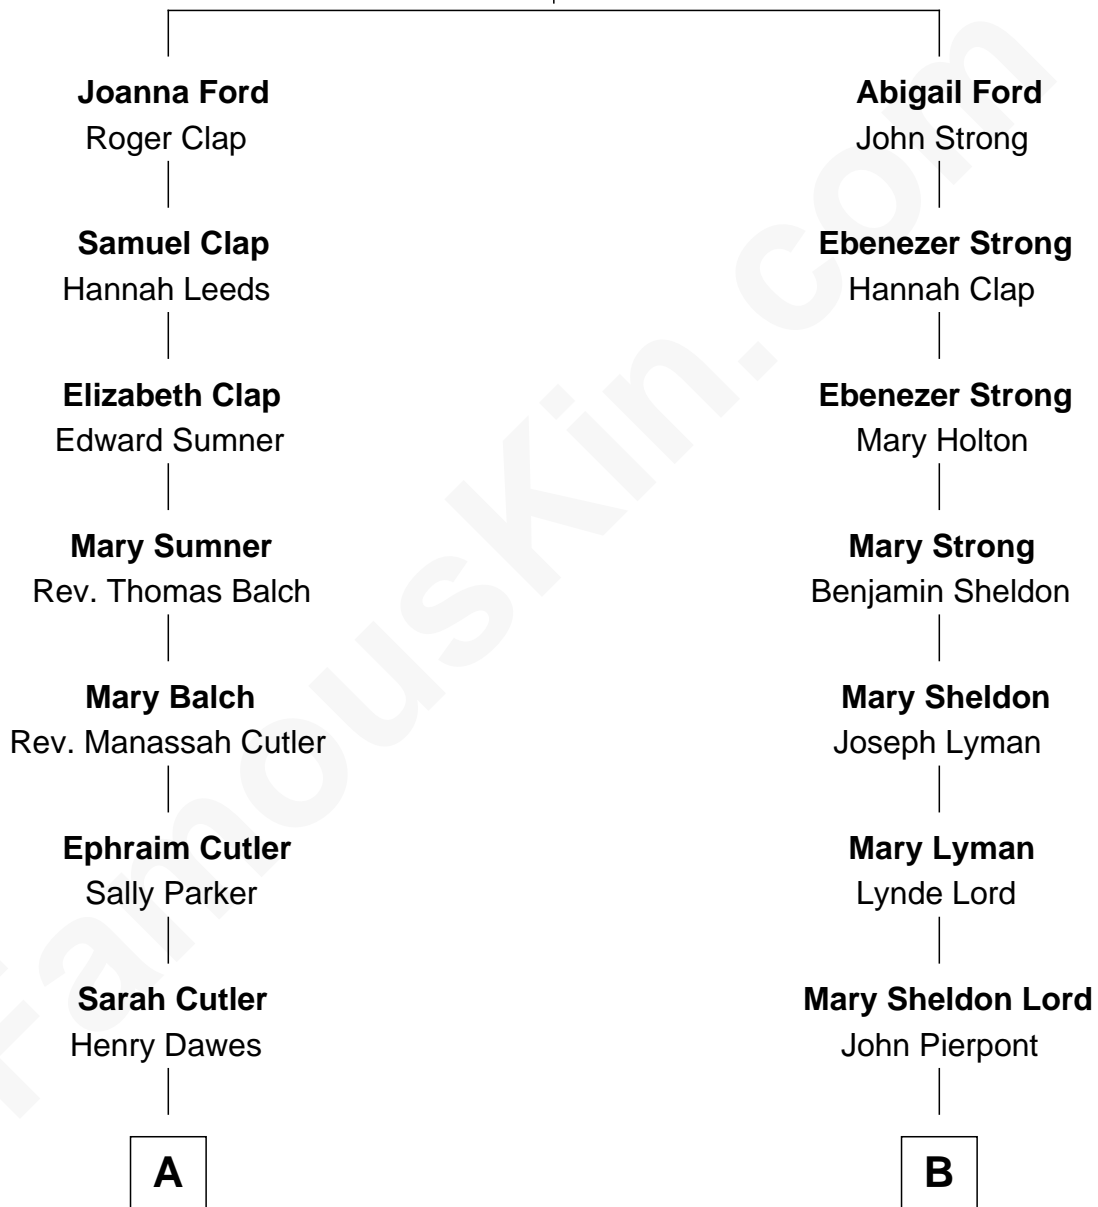 Joanna Ford
Roger Clap
Samuel Clap
Hannah Leeds
Elizabeth Clap
Edward Sumner
Mary Sumner
Rev. Thomas Balch
Mary Balch
Rev. Manassah Cutler
Ephraim Cutler
Sally Parker
Sarah Cutler
Henry Dawes
A
Abigail Ford
John Strong
Ebenezer Strong
Hannah Clap
Ebenezer Strong
Mary Holton
Mary Strong
Benjamin Sheldon
Mary Sheldon
Joseph Lyman
Mary Lyman
Lynde Lord
Mary Sheldon Lord
John Pierpont
B
FamousKin.com